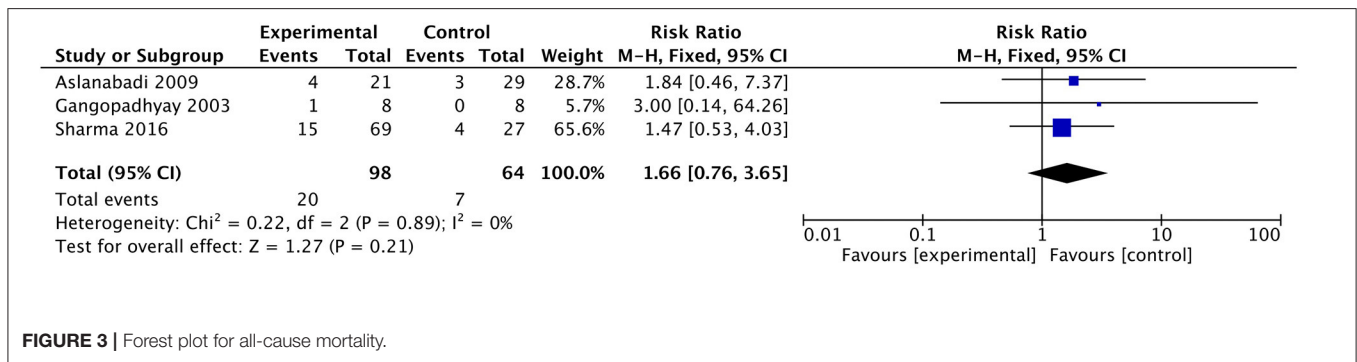 Experimental Control Risk Ratio Risk Ratio
Study or Subgroup Events Total Events Total Weight M-H, Fixed, 95% CI M-H, Fixed, 95% CI
Aslanabadi 2009 4 21 3 29 28.7% 1.84 [0.46, 7.37]
Gangopadhyay 2003 1 8 0 8 5.7% 3.00 [0.14, 64.26]
Sharma 2016 15 69 4 27 65.6% 1.47 [0.53, 4.03]
Total (95% CI) 98 64 100.0% 1.66 [0.76, 3.65]
Total events 20 7
Heterogeneity: Chi² = 0.22, df = 2 (P = 0.89); I² = 0%
Test for overall effect: Z = 1.27 (P = 0.21)
0.01 0.1 1 10 100
Favours [experimental] Favours [control]
FIGURE 3 | Forest plot for all-cause mortality.